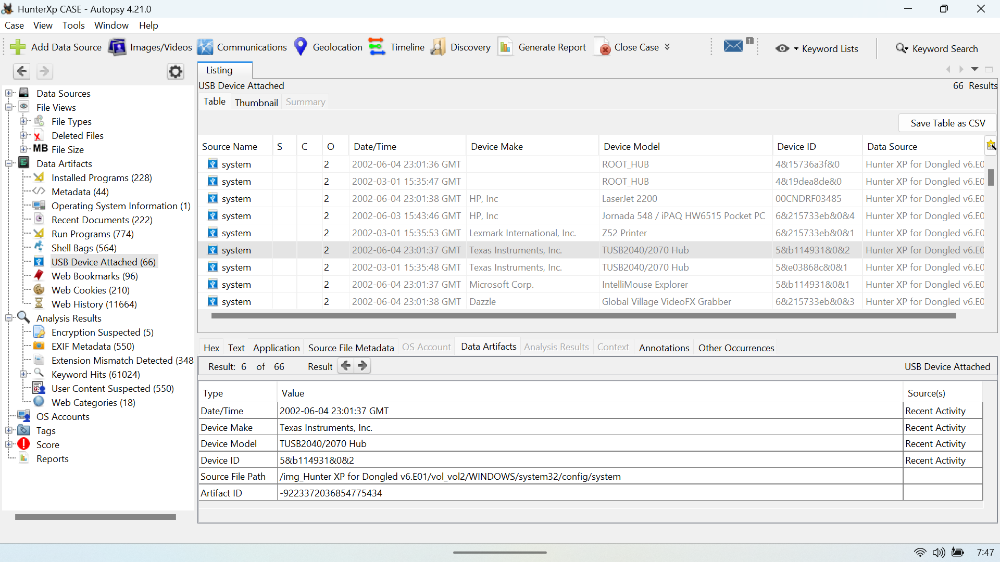 HunterXp CASE - Autopsy 4.21.0
Case View Tools Window Help
Add Data Source Images/Videos Communications Geolocation Timeline Discovery Generate Report Close Case 1 Keyword Lists Keyword Search
Listing
USB Device Attached 66 Results
Table Thumbnail Summary
Save Table as CSV
Source Name S C O Date/Time Device Make Device Model Device ID Data Source
system 2 2002-06-04 23:01:36 GMT ROOT_HUB 4&15736a3f&0 Hunter XP for Dongled v6.E0
system 2 2002-03-01 15:35:47 GMT ROOT_HUB 4&19dea8de&0 Hunter XP for Dongled v6.E0
system 2 2002-06-04 23:01:38 GMT HP, Inc LaserJet 2200 00CNDRF03485 Hunter XP for Dongled v6.E0
system 2 2002-06-03 15:43:46 GMT HP, Inc Jornada 548 / iPAQ HW6515 Pocket PC 6&215733eb&0&4 Hunter XP for Dongled v6.E0
system 2 2002-03-01 15:35:53 GMT Lexmark International, Inc. Z52 Printer 6&215733eb&0&1 Hunter XP for Dongled v6.E0
system 2 2002-06-04 23:01:37 GMT Texas Instruments, Inc. TUSB2040/2070 Hub 5&b114931&0&2 Hunter XP for Dongled v6.E0
system 2 2002-03-01 15:35:48 GMT Texas Instruments, Inc. TUSB2040/2070 Hub 5&e03868c&0&1 Hunter XP for Dongled v6.E0
system 2 2002-06-04 23:01:37 GMT Microsoft Corp. IntelliMouse Explorer 5&b114931&0&1 Hunter XP for Dongled v6.E0
system 2 2002-06-04 23:01:38 GMT Dazzle Global Village VideoFX Grabber 6&215733eb&0&3 Hunter XP for Dongled v6.E0
Data Sources
File Views
File Types
Deleted Files
MB File Size
Data Artifacts
Installed Programs (228)
Metadata (44)
Operating System Information (1)
Recent Documents (222)
Run Programs (774)
Shell Bags (564)
USB Device Attached (66)
Web Bookmarks (96)
Web Cookies (210)
Web History (11664)
Analysis Results
Encryption Suspected (5)
EXIF Metadata (550)
Extension Mismatch Detected (348
Keyword Hits (61024)
User Content Suspected (550)
Web Categories (18)
OS Accounts
Tags
Score
Reports
Hex Text Application Source File Metadata OS Account Data Artifacts Analysis Results Context Annotations Other Occurrences
Result: 6 of 66 Result USB Device Attached
Type Value Source(s)
Date/Time 2002-06-04 23:01:37 GMT Recent Activity
Device Make Texas Instruments, Inc. Recent Activity
Device Model TUSB2040/2070 Hub Recent Activity
Device ID 5&b114931&0&2 Recent Activity
Source File Path /img_Hunter XP for Dongled v6.E01/vol_vol2/WINDOWS/system32/config/system
Artifact ID -9223372036854775434
7:47